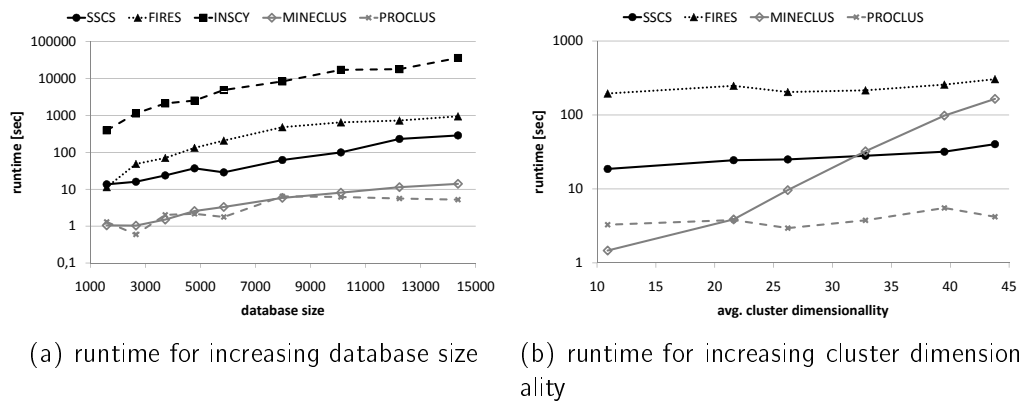 SSCS FIRES INSCY MINECLUS PROCLUS
100000
10000
1000
100
10
1
0,1
runtime [sec]
1000 3000 5000 7000 9000 11000 13000 15000
database size
(a) runtime for increasing database size
SSCS FIRES MINECLUS PROCLUS
1000
100
10
1
runtime [sec]
10 15 20 25 30 35 40 45
avg. cluster dimensionallity
(b) runtime for increasing cluster dimension
ality